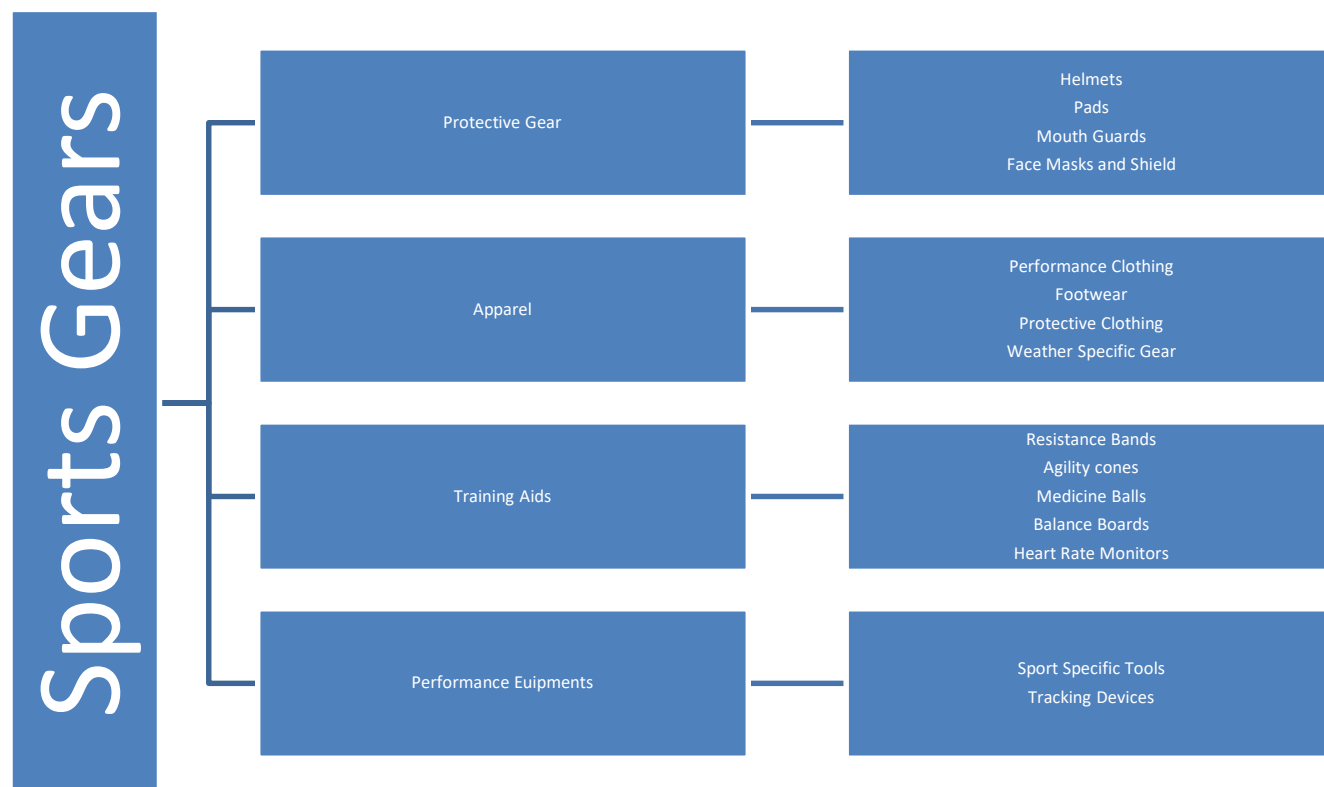 Sports Gears
Protective Gear
Helmets
Pads
Mouth Guards
Face Masks and Shield
Apparel
Performance Clothing
Footwear
Protective Clothing
Weather Specific Gear
Training Aids
Resistance Bands
Agility cones
Medicine Balls
Balance Boards
Heart Rate Monitors
Performance Euipments
Sport Specific Tools
Tracking Devices